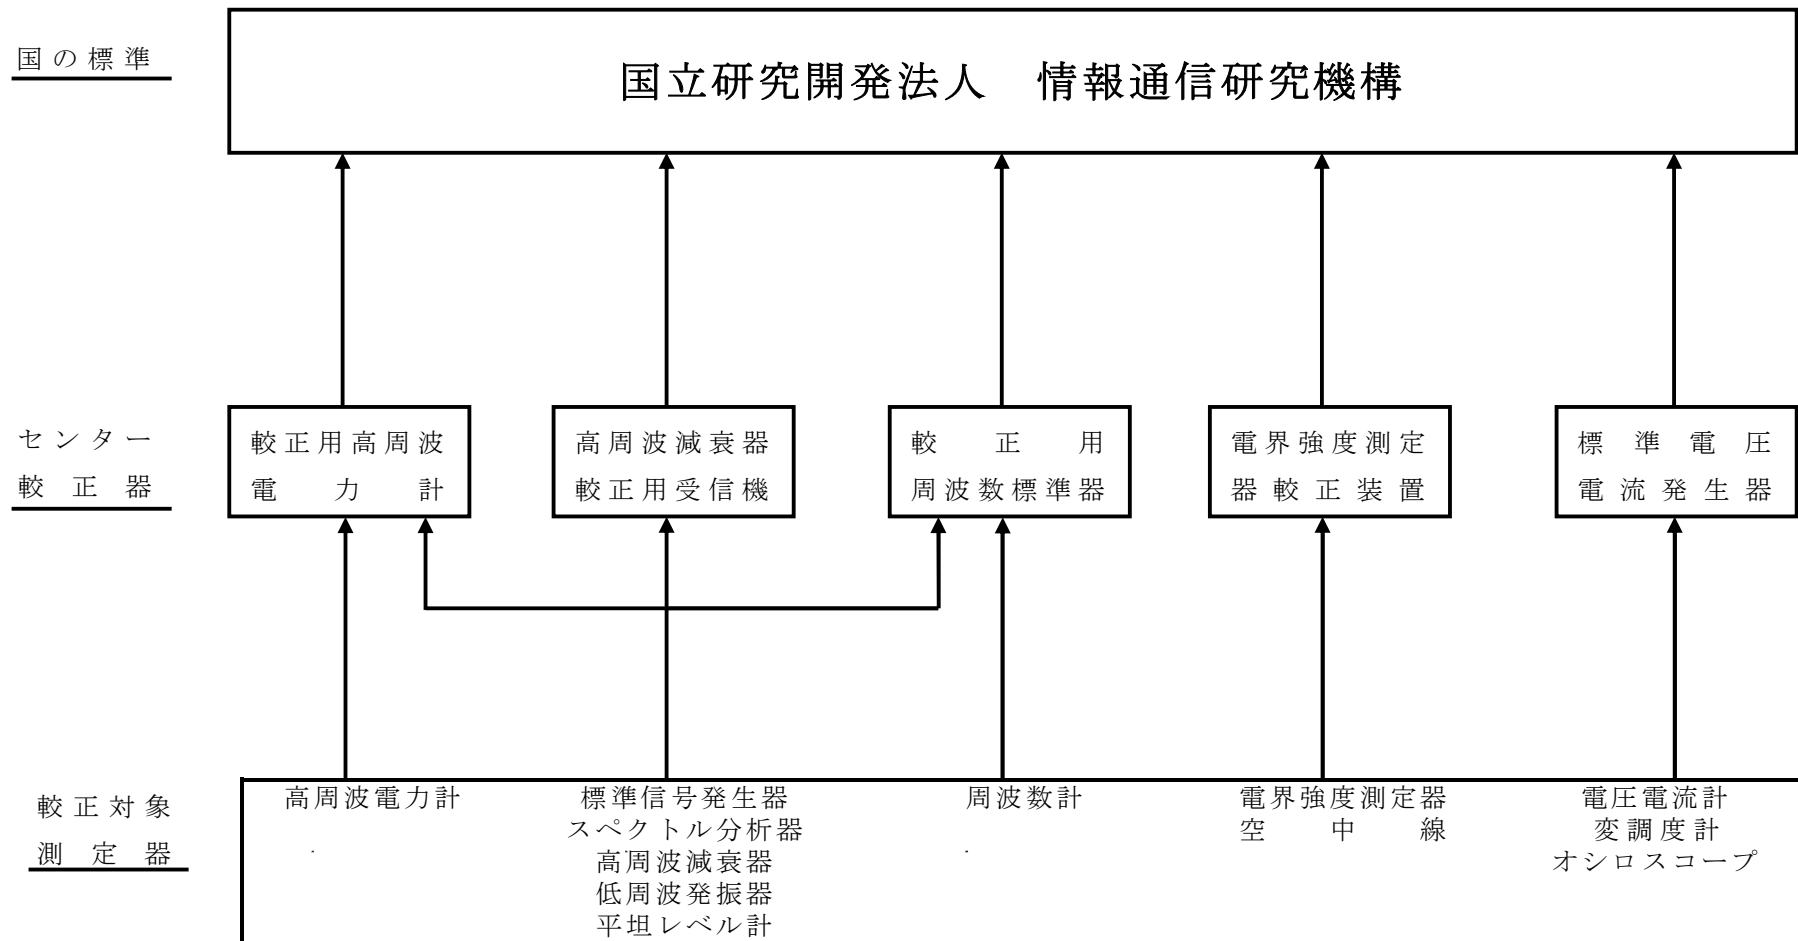 国の標準
国立研究開発法人　情報通信研究機構
センター
較正器
較正用高周波
電力計
高周波減衰器
較正用受信機
較正用
周波数標準器
電界強度測定
器較正装置
標準電圧
電流発生器
較正対象
測定器
高周波電力計
標準信号発生器
スペクトル分析器
高周波減衰器
低周波発振器
平坦レベル計
周波数計
電界強度測定器
空中線
電圧電流計
変調度計
オシロスコープ